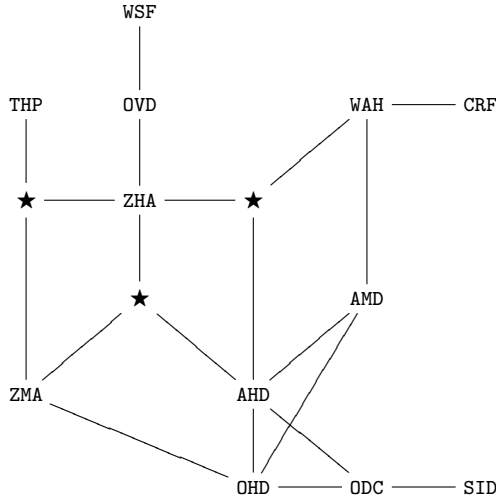 WSF
THP OVD WAH CRF
★ ZHA ★
★ AMD
ZMA AHD
OHD ODC SID